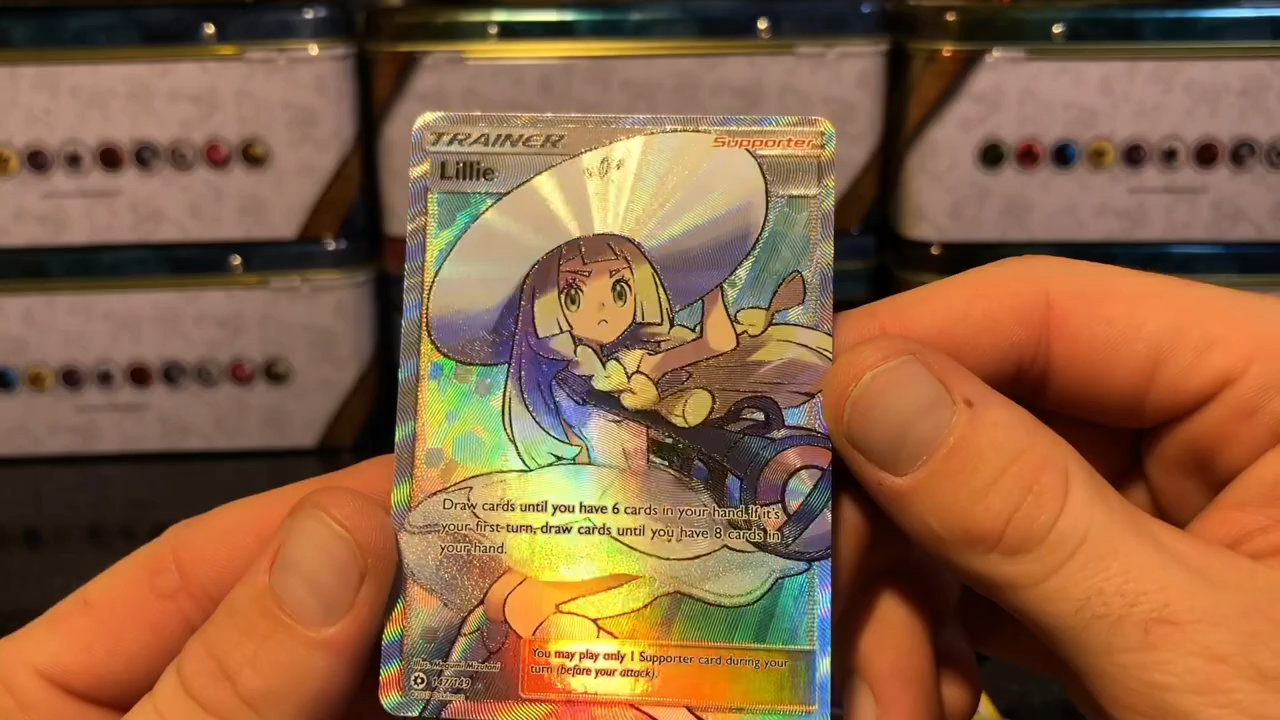 TRAINER
Supporter
Lillie
Draw cards until you have 6 cards in your hand. If it's
your first turn, draw cards until you have 8 cards in
your hand.
You may play only 1 Supporter card during your
turn (before your attack).
Illus. Megumi Mizutani
147/149
©2017 Pokémon